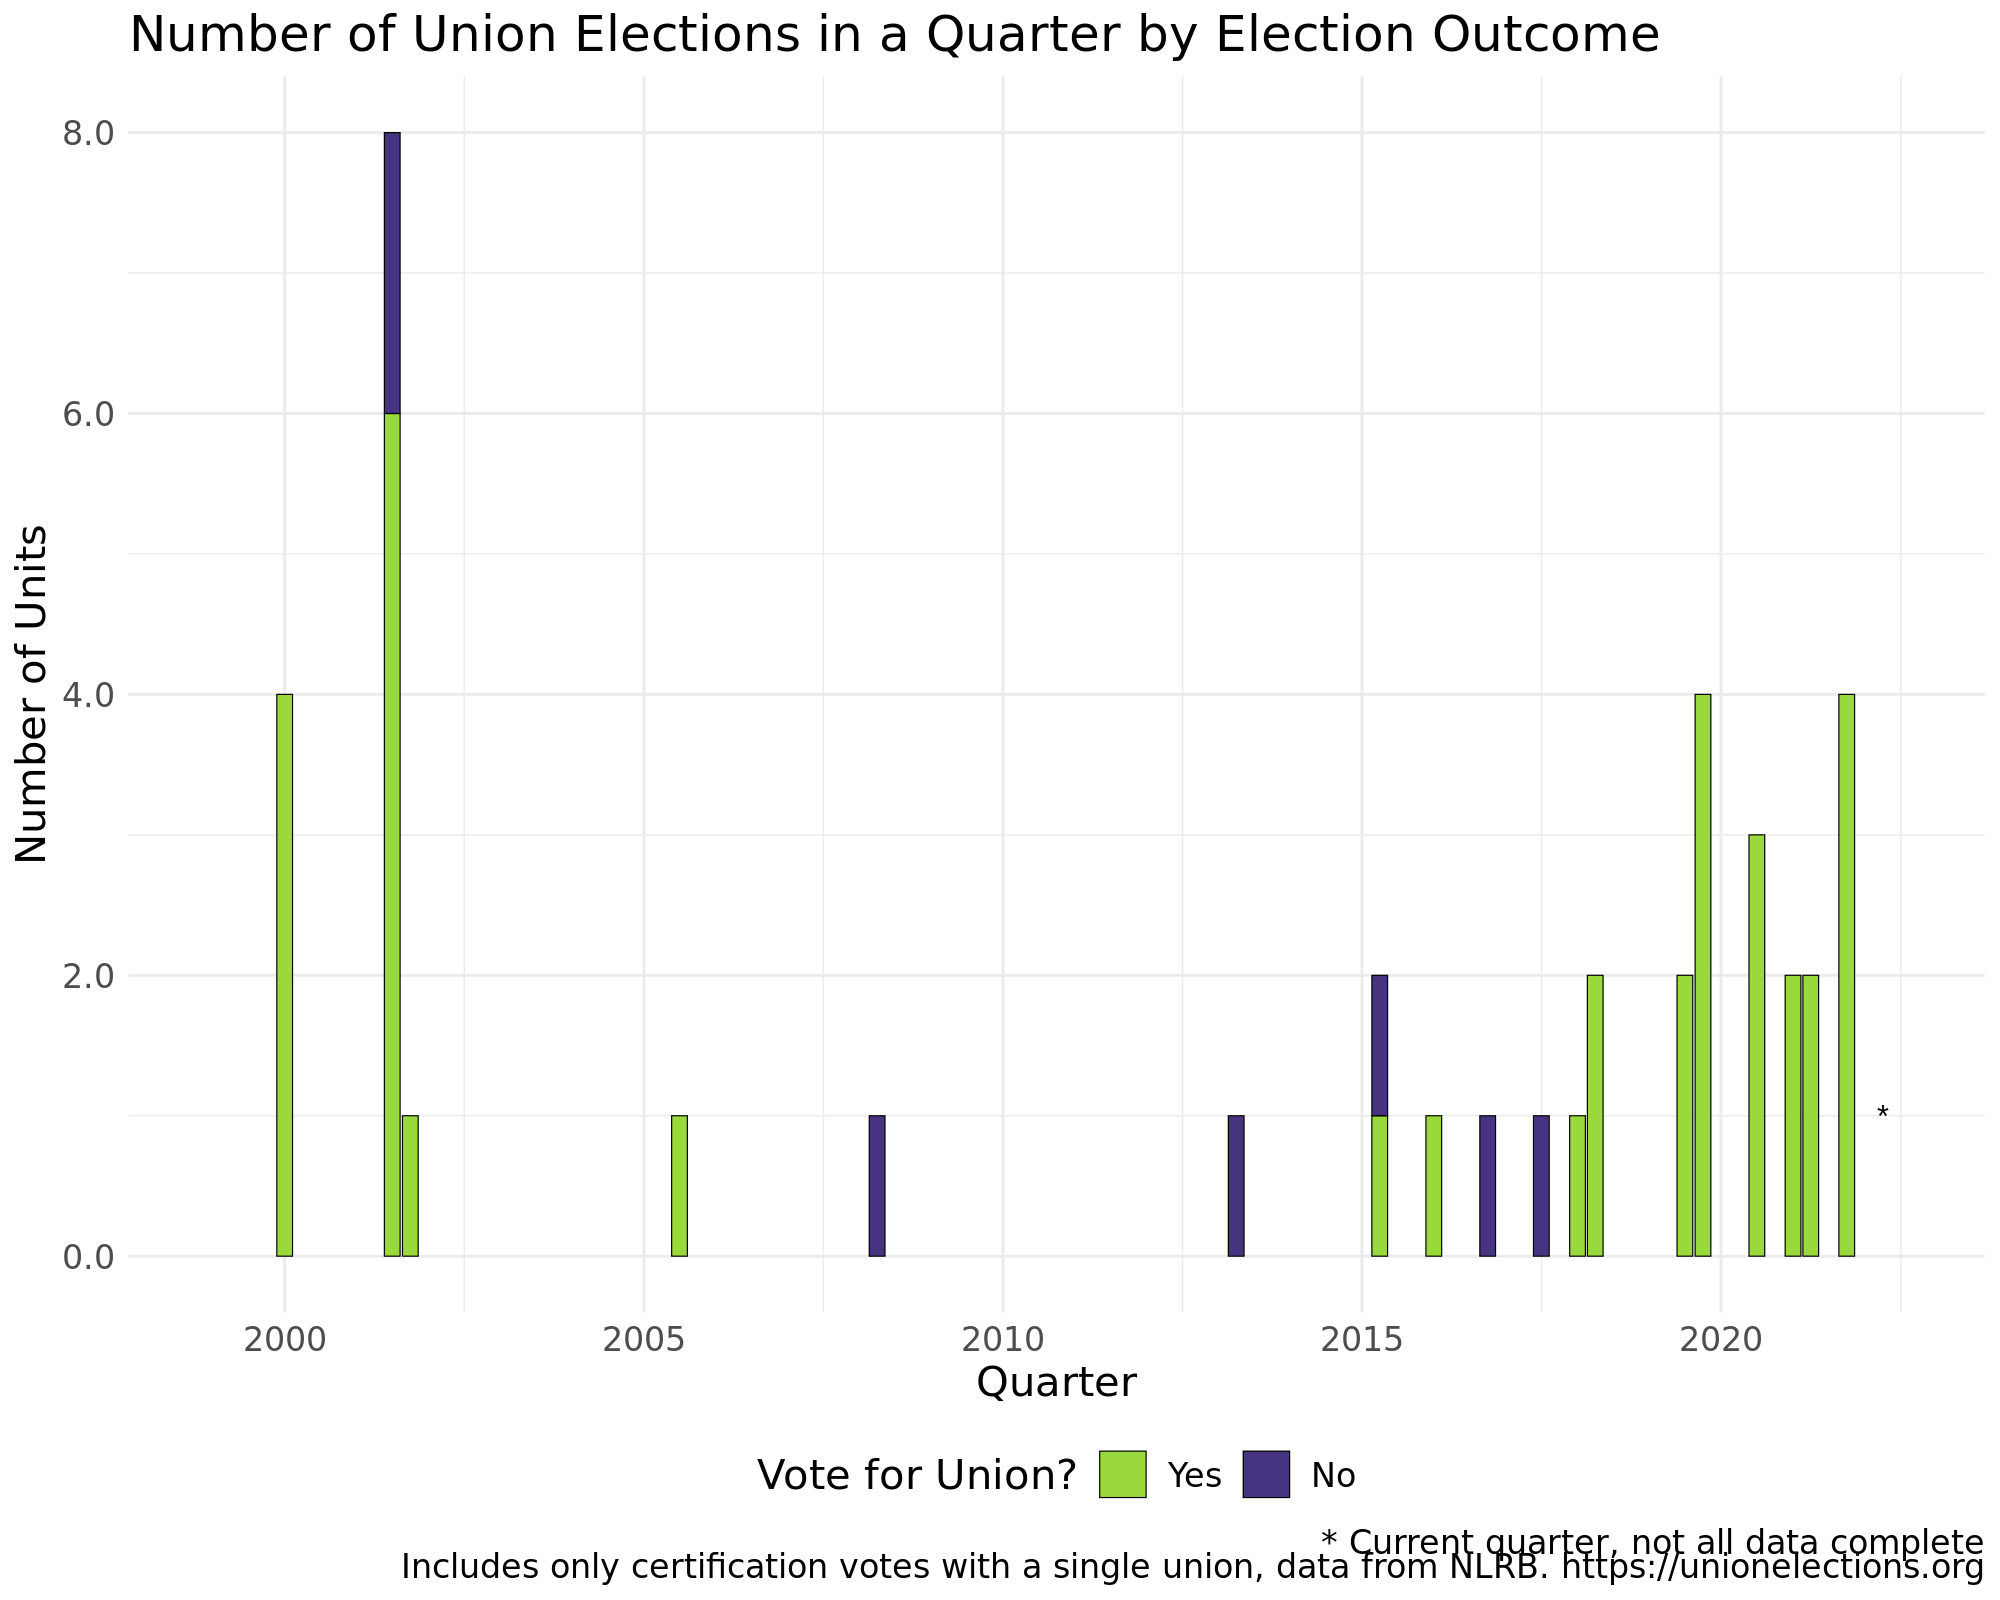 Number of Union Elections in a Quarter by Election Outcome
8.0
6.0
4.0
2.0
0.0
Number of Units
*
2000 2005 2010 2015 2020
Quarter
Vote for Union? Yes No
* Current quarter, not all data complete
Includes only certification votes with a single union, data from NLRB. https://unionelections.org